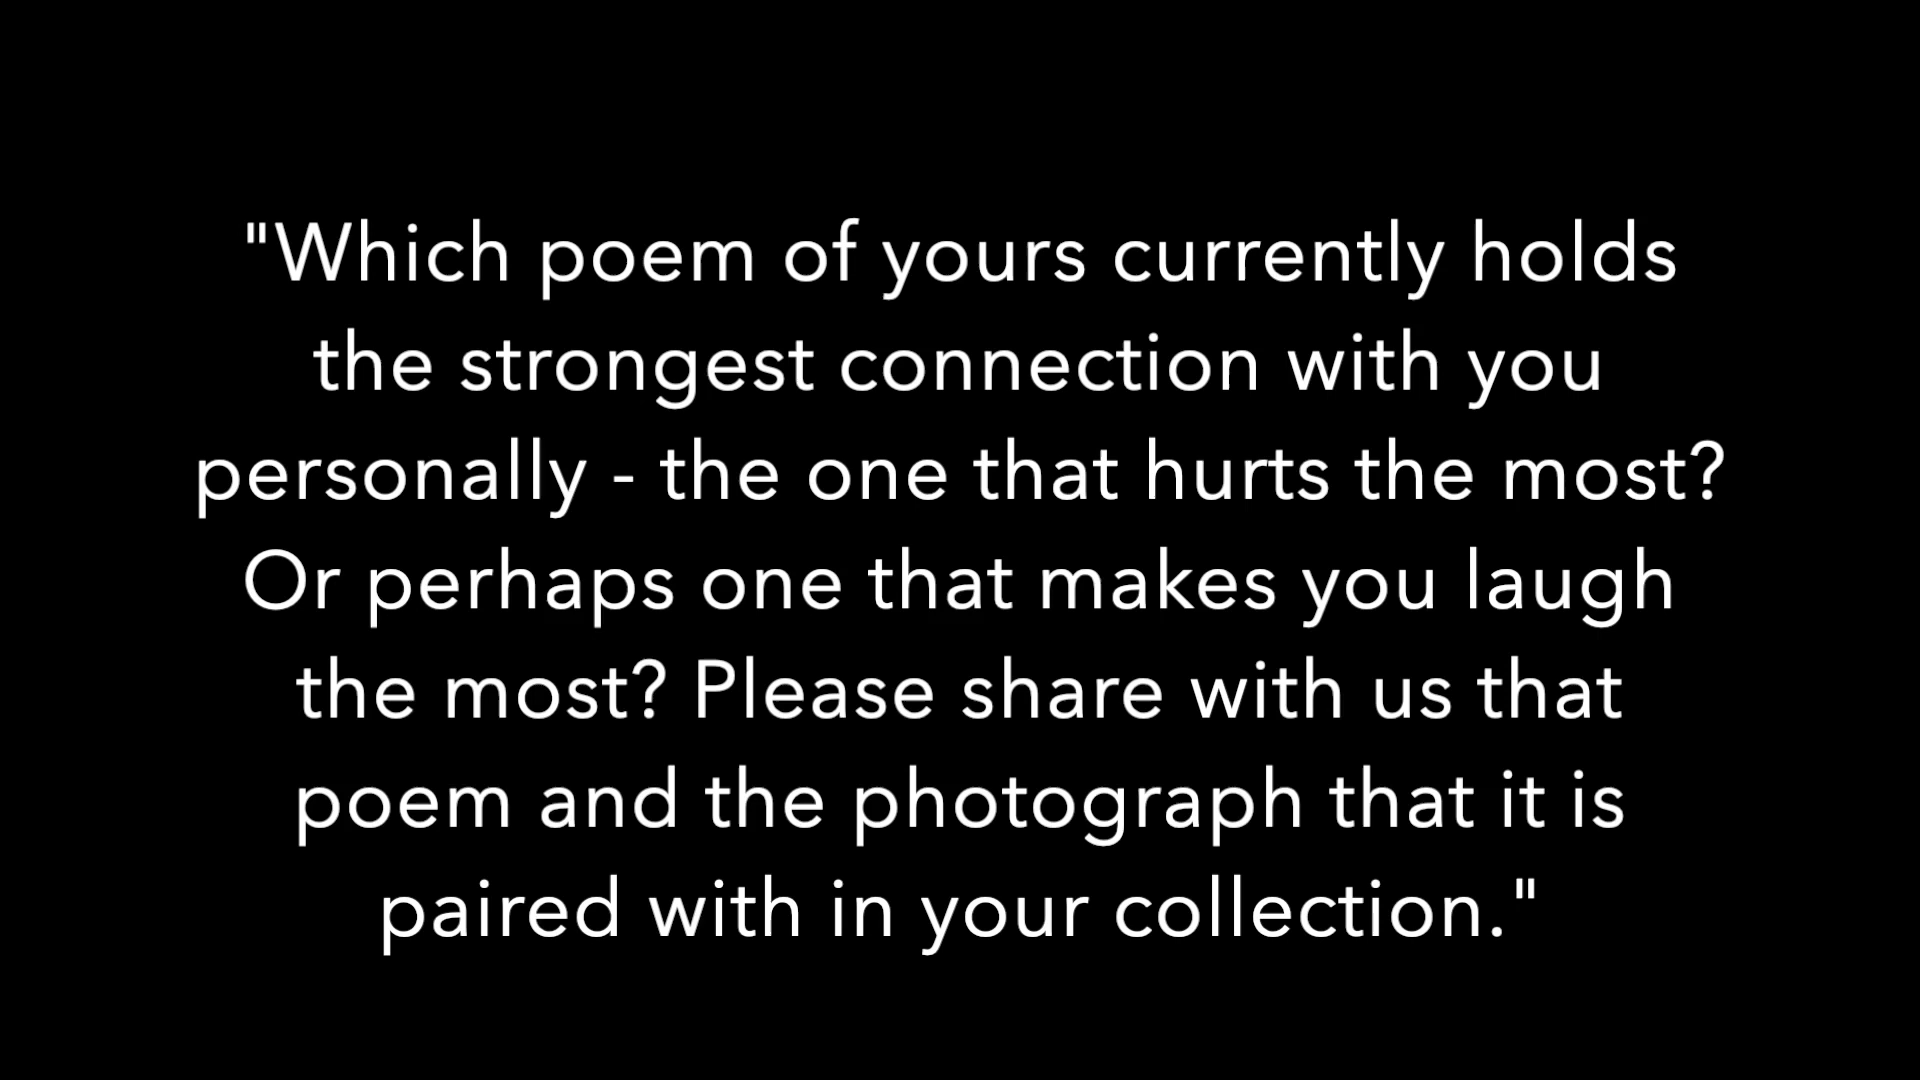 "Which poem of yours currently holds
the strongest connection with you
personally - the one that hurts the most?
Or perhaps one that makes you laugh
the most? Please share with us that
poem and the photograph that it is
paired with in your collection."